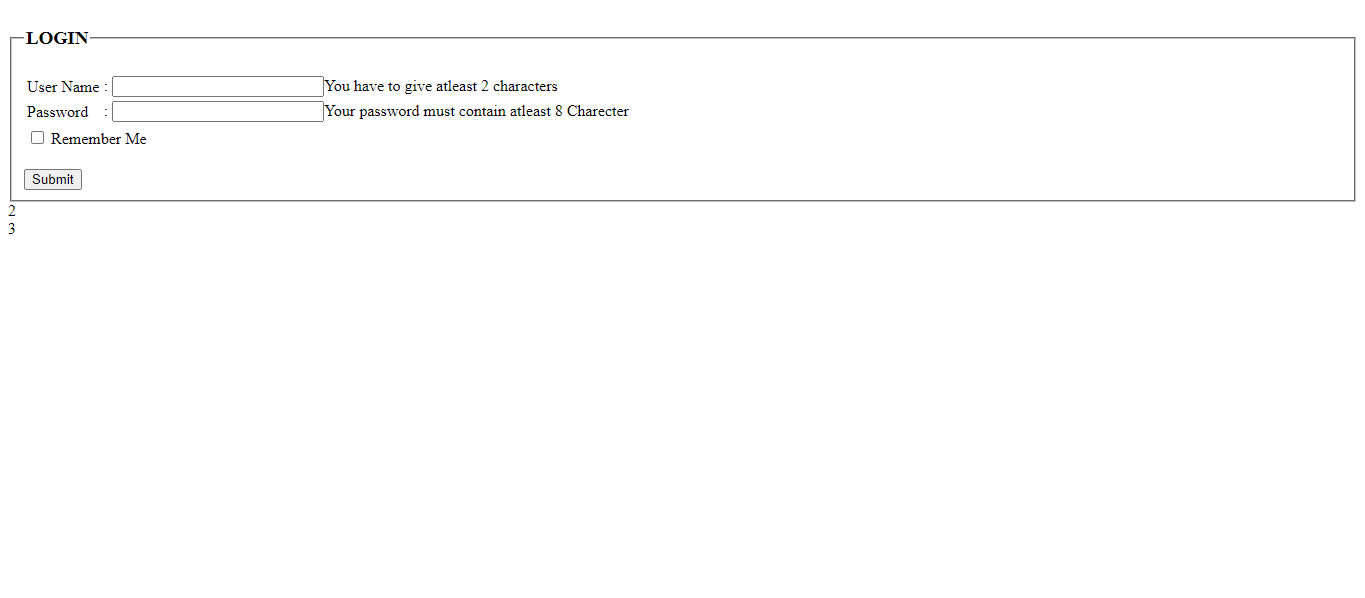 LOGIN
User Name : You have to give atleast 2 characters
Password : Your password must contain atleast 8 Charecter
Remember Me
Submit
2
3